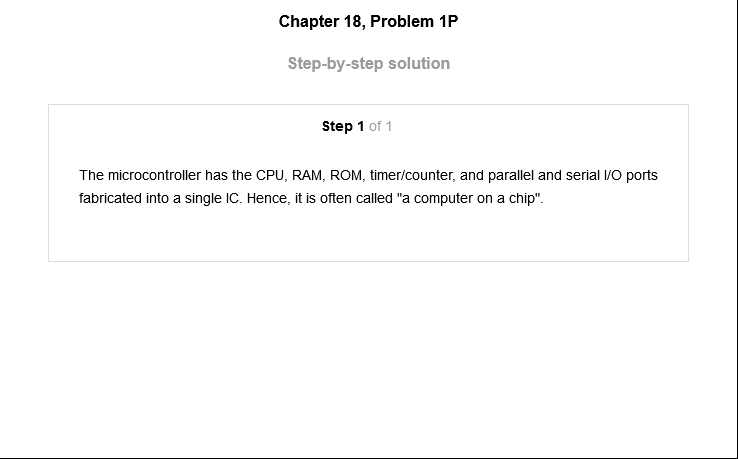 Chapter 18, Problem 1P
Step-by-step solution
Step 1 of 1
The microcontroller has the CPU, RAM, ROM, timer/counter, and parallel and serial I/O ports
fabricated into a single IC. Hence, it is often called "a computer on a chip".